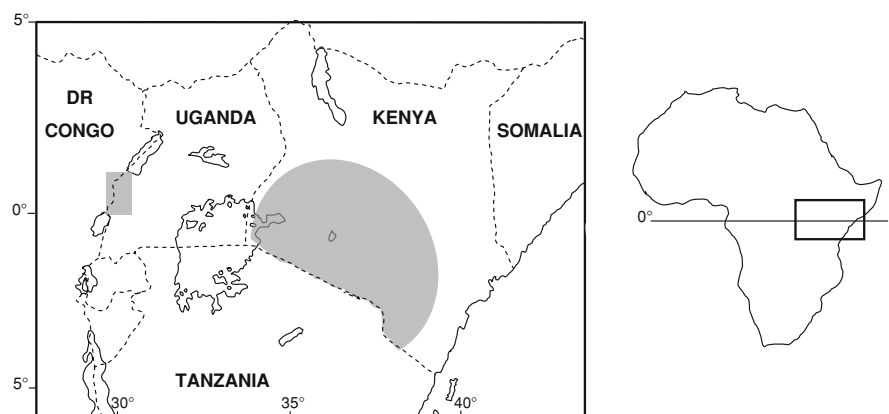 5°
DR
CONGO
UGANDA
KENYA
SOMALIA
0°
TANZANIA
5°
30°
35°
40°
0°